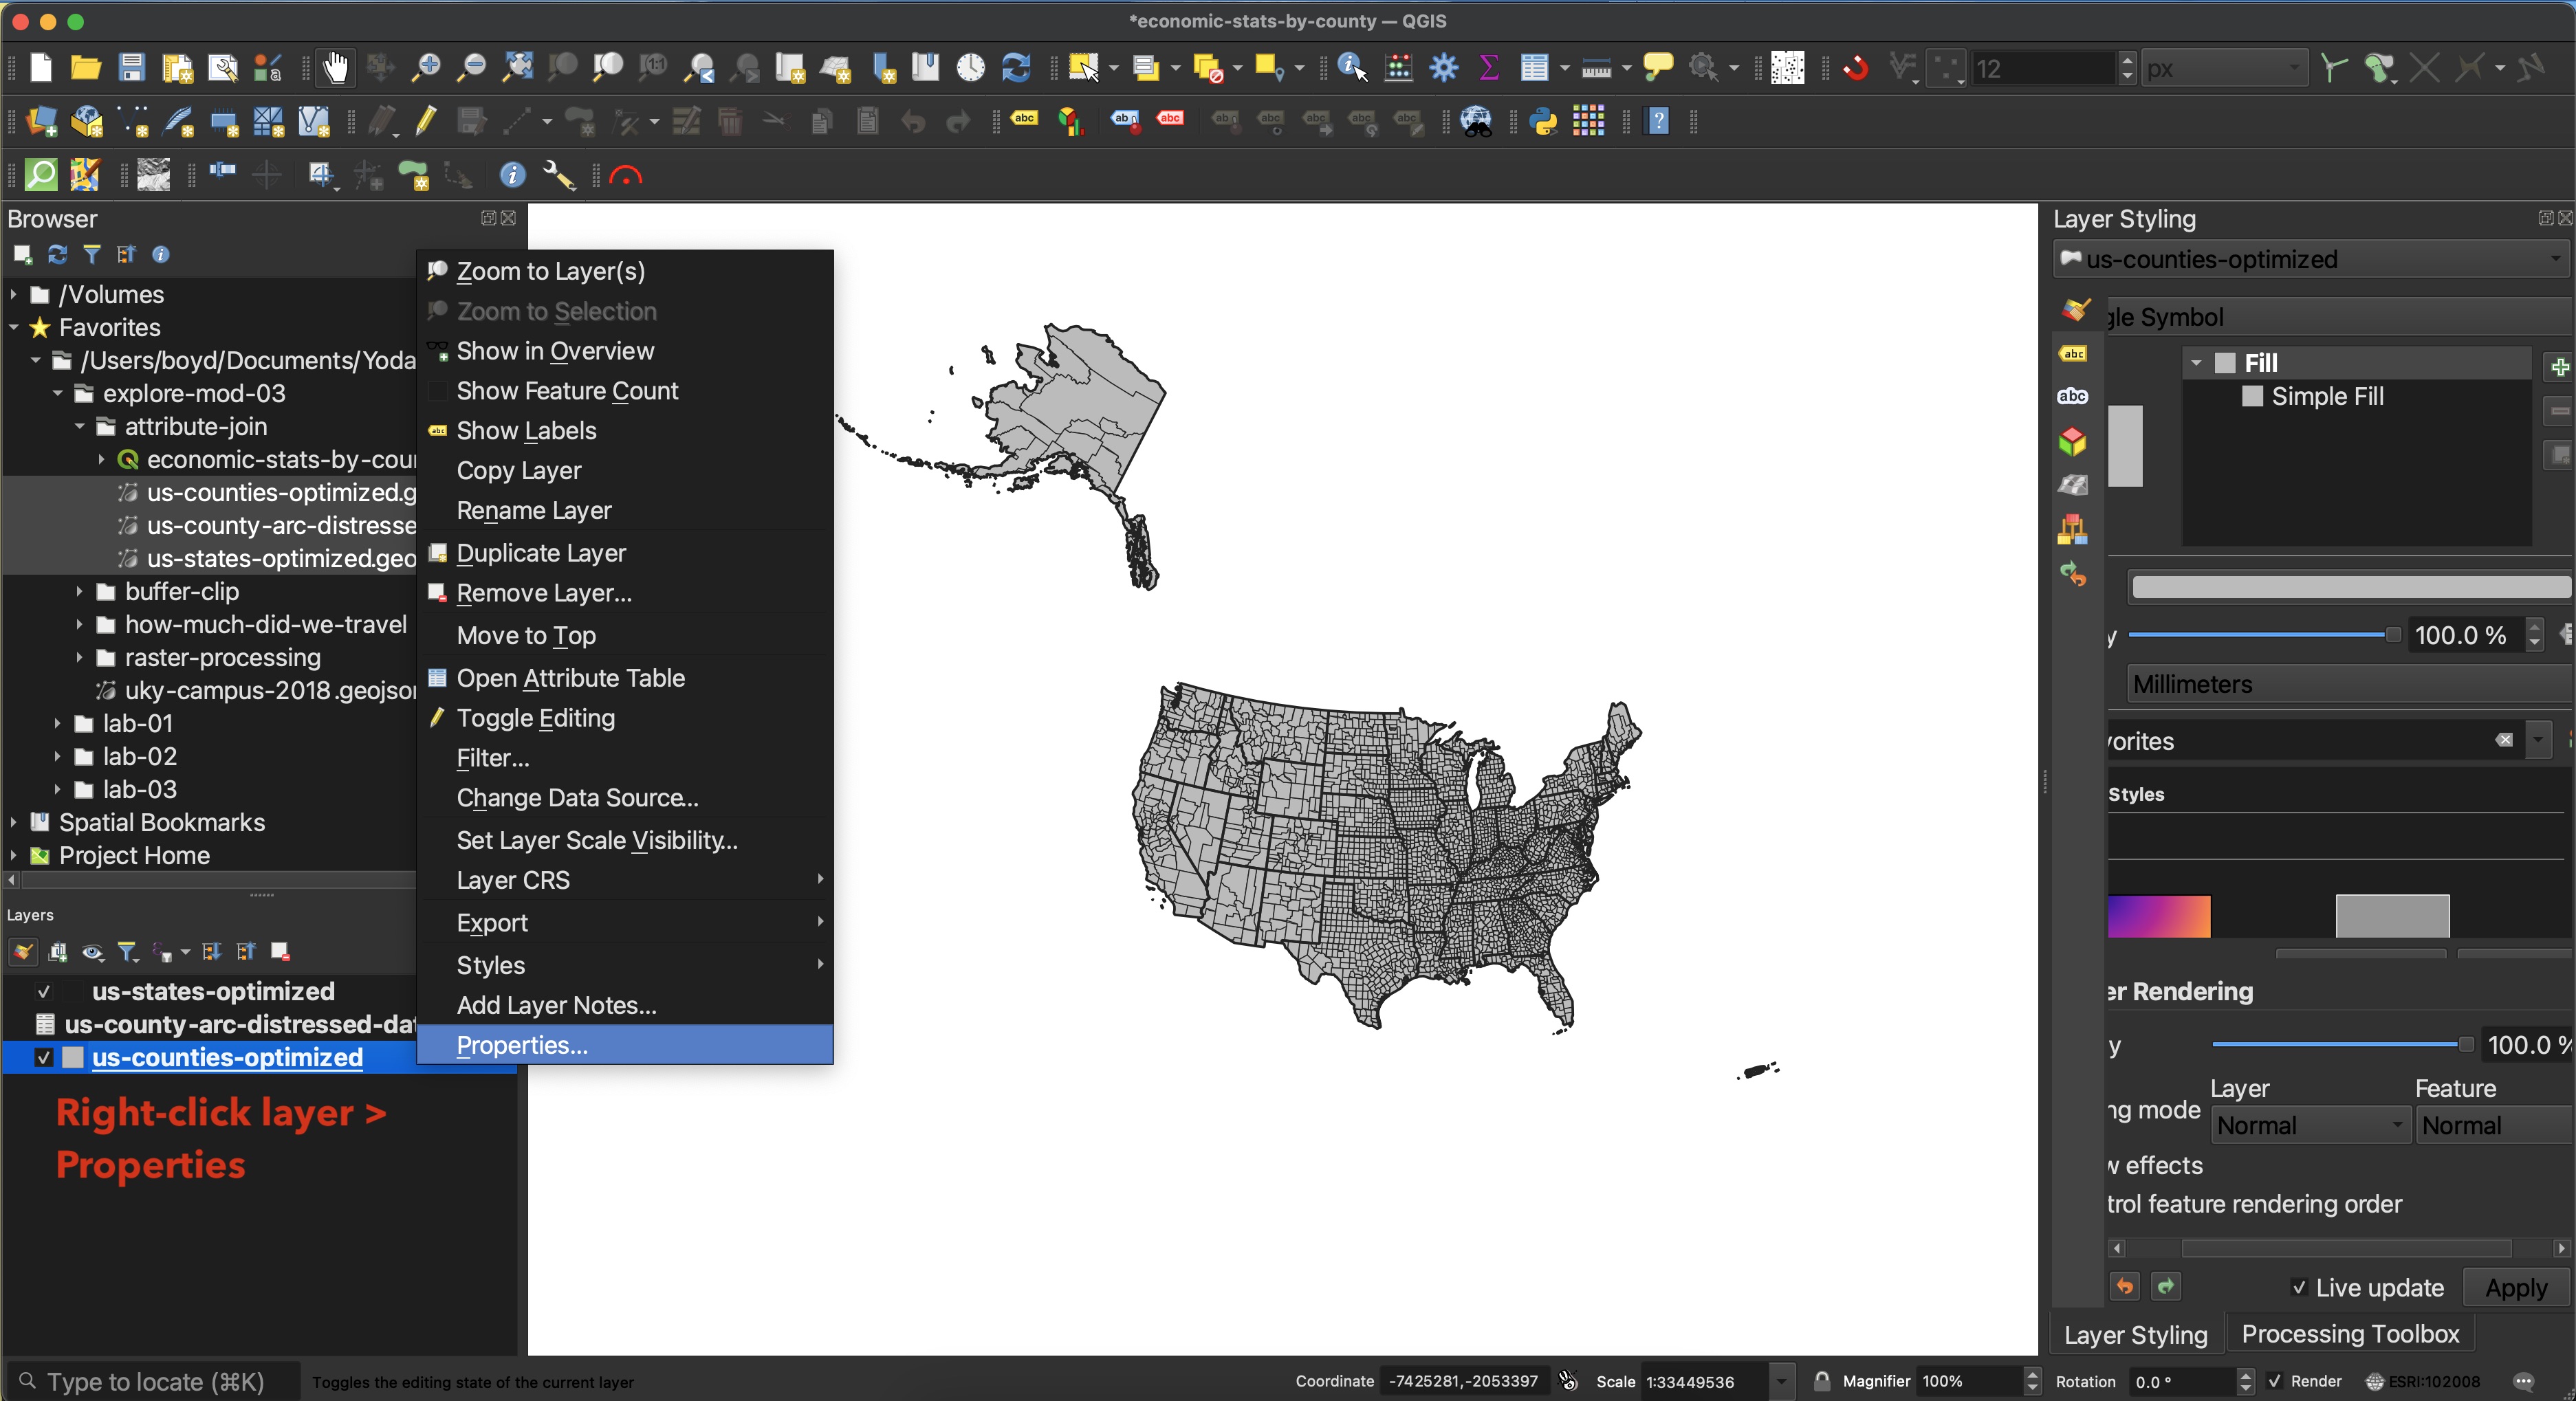 *economic-stats-by-county — QGIS
12
px
Browser
/Volumes
Favorites
/Users/boyd/Documents/Yoda
explore-mod-03
attribute-join
economic-stats-by-cour
us-counties-optimized.g
us-county-arc-distresse
us-states-optimized.geo
buffer-clip
how-much-did-we-travel
raster-processing
uky-campus-2018.geojso
lab-01
lab-02
lab-03
Spatial Bookmarks
Project Home
Layers
us-states-optimized
us-county-arc-distressed-dat
us-counties-optimized
Right-click layer >
Properties
Zoom to Layer(s)
Zoom to Selection
Show in Overview
Show Feature Count
Show Labels
Copy Layer
Rename Layer
Duplicate Layer
Remove Layer...
Move to Top
Open Attribute Table
Toggle Editing
Filter...
Change Data Source...
Set Layer Scale Visibility...
Layer CRS
Export
Styles
Add Layer Notes...
Properties...
Layer Styling
us-counties-optimized
gle Symbol
Fill
Simple Fill
y 100.0 %
Millimeters
vorites
Styles
er Rendering
y 100.0 %
Layer Feature
ng mode Normal Normal
w effects
trol feature rendering order
Live update Apply
Layer Styling Processing Toolbox
Type to locate (⌘K) Toggles the editing state of the current layer Coordinate -7425281,-2053397 Scale 1:33449536 Magnifier 100% Rotation 0.0 ° Render ESRI:102008